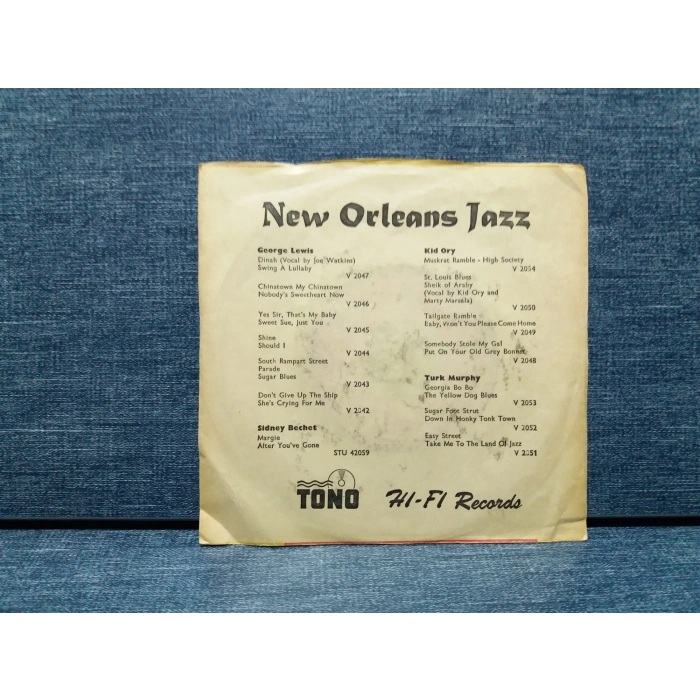 New Orleans Jazz
George Lewis
Dinah (Vocal by Joe Watkins)
Swing A Lullaby
V 2047
Chinatown My Chinatown
Nobody's Sweetheart Now
V 2046
Yes Sir, That's My Baby
Sweet Sue, Just You
V 2045
Shine
Should I
V 2044
South Rampart Street
Parade
Sugar Blues
V 2043
Don't Give Up The Ship
She's Crying For Me
V 2042
Sidney Bechet
Margie
After You've Gone
STU 42059
Kid Ory
Muskrat Ramble - High Society
V 2054
St. Louis Blues
Sheik of Araby
(Vocal by Kid Ory and
Marty Marsala)
V 2050
Tailgate Ramble
Baby, Won't You Please Come Home
V 2049
Somebody Stole My Gal
Put On Your Old Grey Bonnet
V 2048
Turk Murphy
Georgia Bo Bo
The Yellow Dog Blues
V 2053
Sugar Foot Strut
Down In Honky Tonk Town
V 2052
Easy Street
Take Me To The Land Of Jazz
V 2051
TONO HI-FI Records